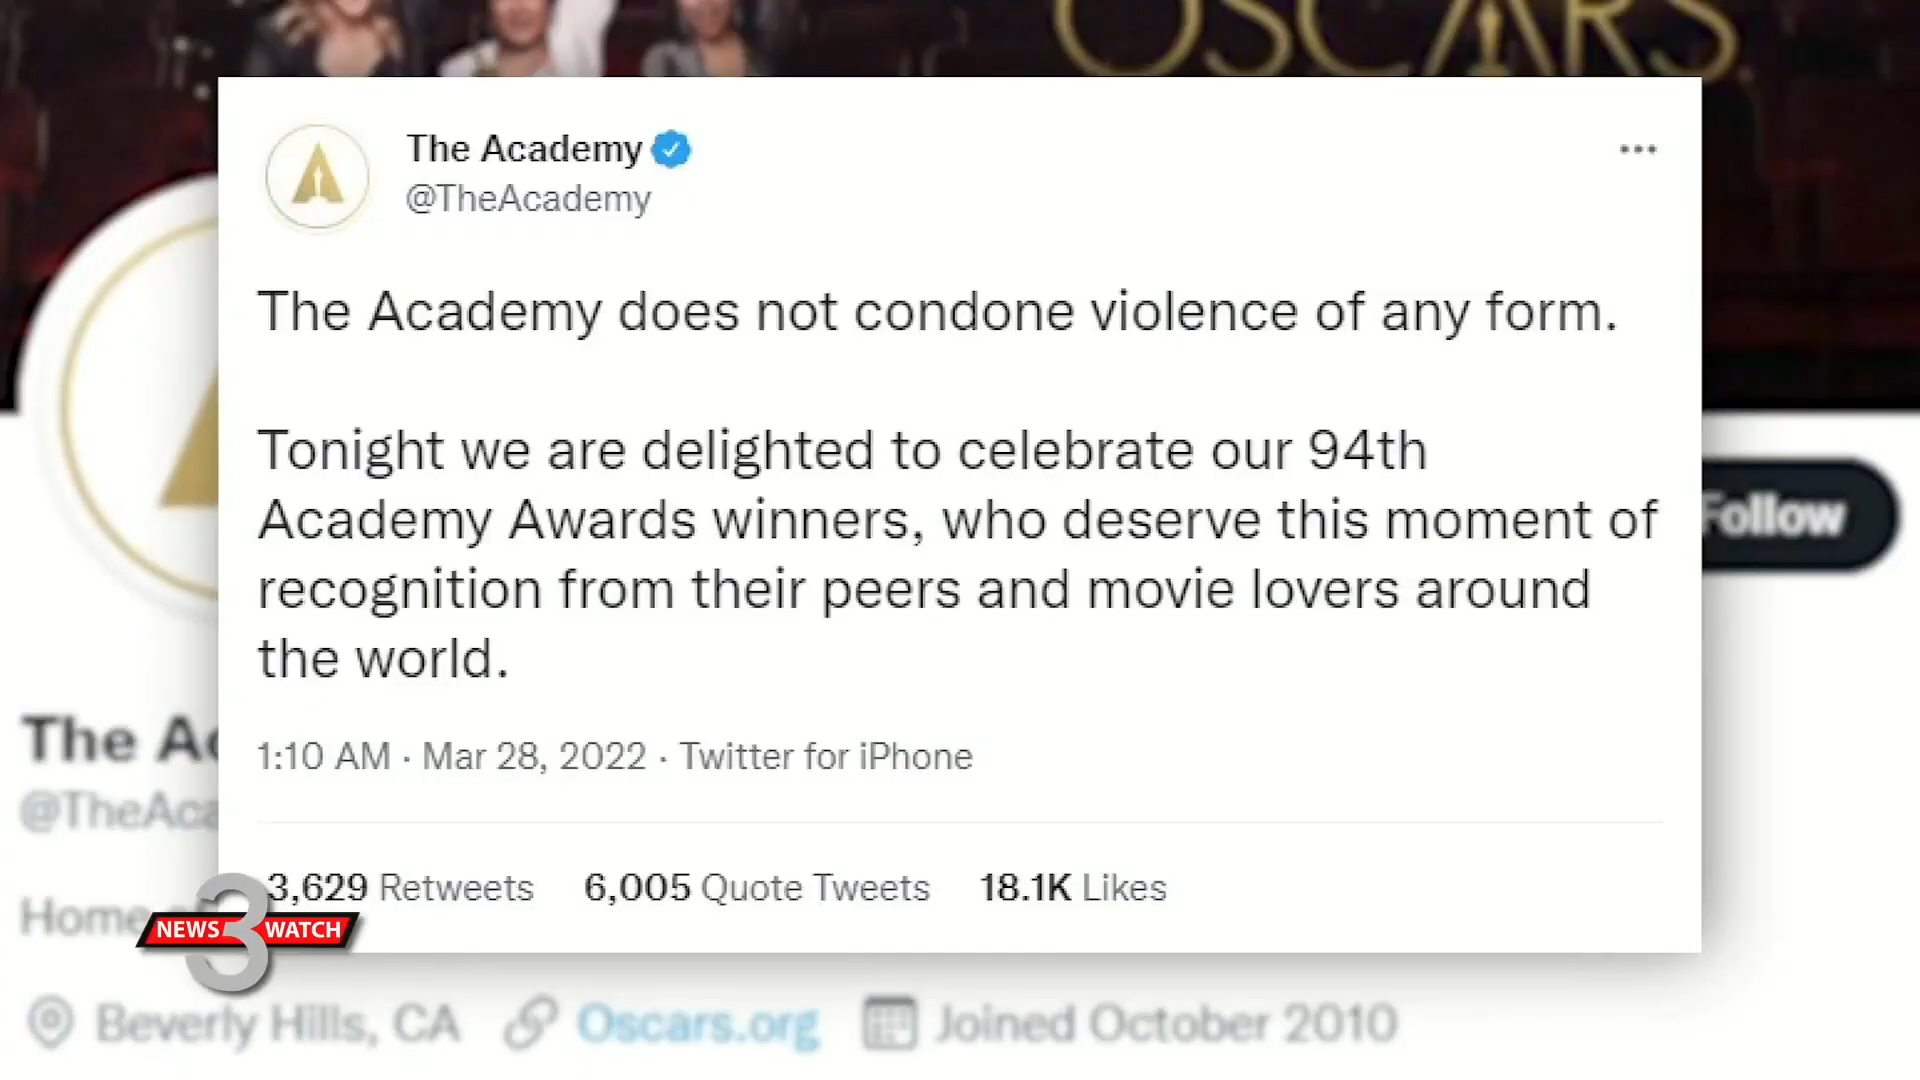 OSCARS
The Academy
@TheAcademy
The Academy does not condone violence of any form.
Tonight we are delighted to celebrate our 94th
Academy Awards winners, who deserve this moment of
recognition from their peers and movie lovers around
the world.
1:10 AM · Mar 28, 2022 · Twitter for iPhone
3,629 Retweets 6,005 Quote Tweets 18.1K Likes
Follow
The Ac
@TheAca
Home
NEWS 3 WATCH
Beverly Hills, CA Oscars.org Joined October 2010